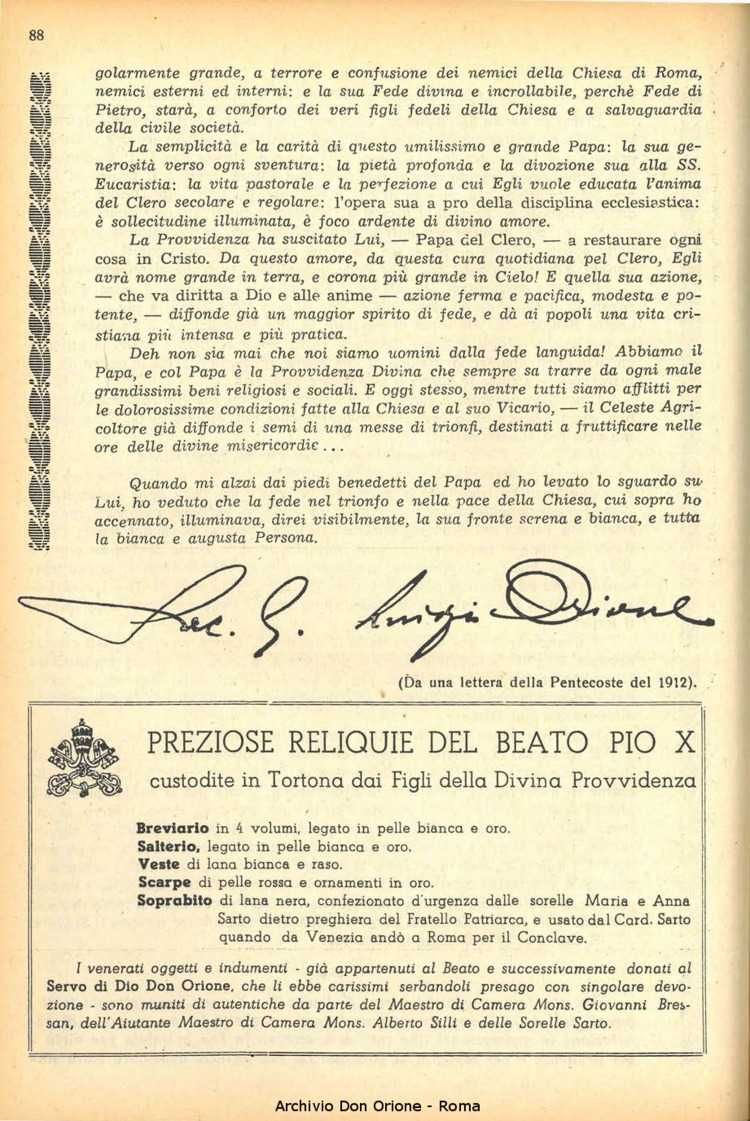 88
golarmente grande, a terrore e confusione dei nemici della Chiesa di Roma,
nemici esterni ed interni: e la sua Fede divina e incrollabile, perchè Fede di
Pietro, starà, a conforto dei veri figli fedeli della Chiesa e a salvaguardia
della civile società.
La semplicità e la carità di questo umilissimo e grande Papa: la sua ge-
nerosità verso ogni sventura: la pietà profonda e la divozione sua alla SS.
Eucaristia: la vita pastorale e la perfezione a cui Egli vuole educata l'anima
del Clero secolare e regolare: l'opera sua a pro della disciplina ecclesiastica:
è sollecitudine illuminata, è foco ardente di divino amore.
La Provvidenza ha suscitato Lui, — Papa del Clero, — a restaurare ogni
cosa in Cristo. Da questo amore, da questa cura quotidiana pel Clero, Egli
avrà nome grande in terra, e corona più grande in Cielo! E quella sua azione,
— che va diritta a Dio e alle anime — azione ferma e pacifica, modesta e po-
tente, — diffonde già un maggior spirito di fede, e dà ai popoli una vita cri-
stiana più intensa e più pratica.
Deh non sia mai che noi siamo uomini dalla fede languida! Abbiamo il
Papa, e col Papa è la Provvidenza Divina che sempre sa trarre da ogni male
grandissimi beni religiosi e sociali. E oggi stesso, mentre tutti siamo afflitti per
le dolorosissime condizioni fatte alla Chiesa e al suo Vicario, — il Celeste Agri-
coltore già diffonde i semi di una messe di trionfi, destinati a fruttificare nelle
ore delle divine misericordie ...
Quando mi alzai dai piedi benedetti del Papa ed ho levato lo sguardo su
Lui, ho veduto che la fede nel trionfo e nella pace della Chiesa, cui sopra ho
accennato, illuminava, direi visibilmente, la sua fronte serena e bianca, e tutta
la bianca e augusta Persona.
Sac. G. Luigi Orione
(Da una lettera della Pentecoste del 1912).
PREZIOSE RELIQUIE DEL BEATO PIO X
custodite in Tortona dai Figli della Divina Provvidenza
Breviario in 4 volumi, legato in pelle bianca e oro.
Salterio, legato in pelle bianca e oro.
Veste di lana bianca e raso.
Scarpe di pelle rossa e ornamenti in oro.
Soprabito di lana nera, confezionato d'urgenza dalle sorelle Maria e Anna
Sarto dietro preghiera del Fratello Patriarca, e usato dal Card. Sarto
quando da Venezia andò a Roma per il Conclave.
I venerati oggetti e indumenti - già appartenuti al Beato e successivamente donati al
Servo di Dio Don Orione, che li ebbe carissimi serbandoli presago con singolare devo-
zione - sono muniti di autentiche da parte del Maestro di Camera Mons. Giovanni Bres-
san, dell'Aiutante Maestro di Camera Mons. Alberto Silli e delle Sorelle Sarto.
Archivio Don Orione - Roma